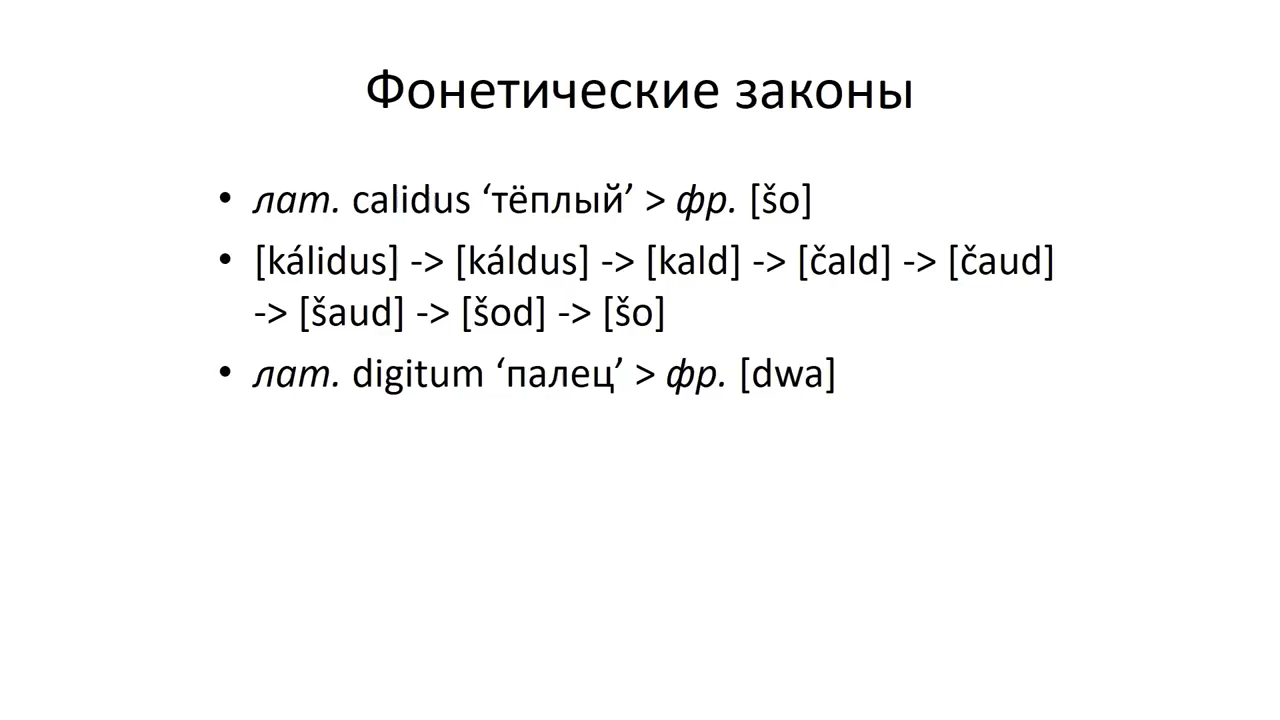 Фонетические законы
• лат. calidus ‘тёплый’ > фр. [šo]
• [kálidus] -> [káldus] -> [kald] -> [čald] -> [čaud]
-> [šaud] -> [šod] -> [šo]
• лат. digitum ‘палец’ > фр. [dwa]